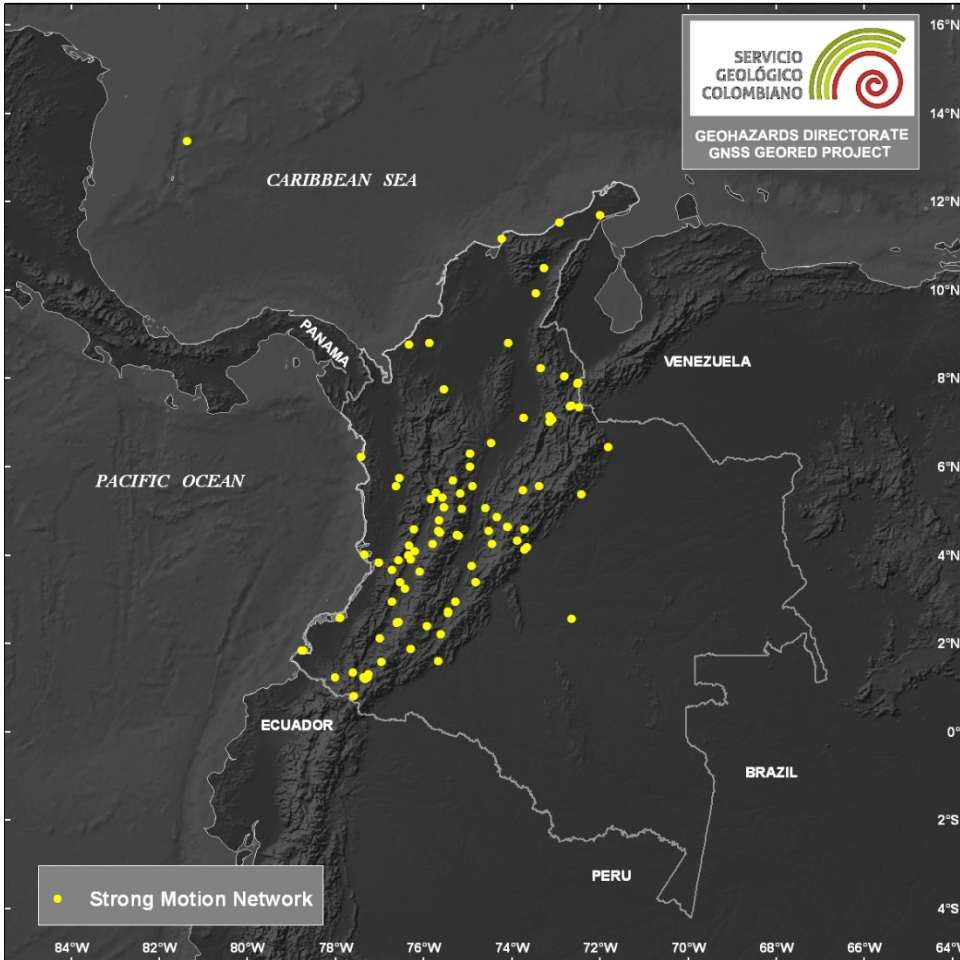 SERVICIO
GEOLÓGICO
COLOMBIANO
GEOHAZARDS DIRECTORATE
GNSS GEORED PROJECT
16°N
14°N
12°N
10°N
8°N
6°N
4°N
2°N
0°
2°S
4°S
CARIBBEAN SEA
PANAMA
VENEZUELA
PACIFIC OCEAN
ECUADOR
BRAZIL
PERU
Strong Motion Network
84°W
82°W
80°W
78°W
76°W
74°W
72°W
70°W
68°W
66°W
64°W